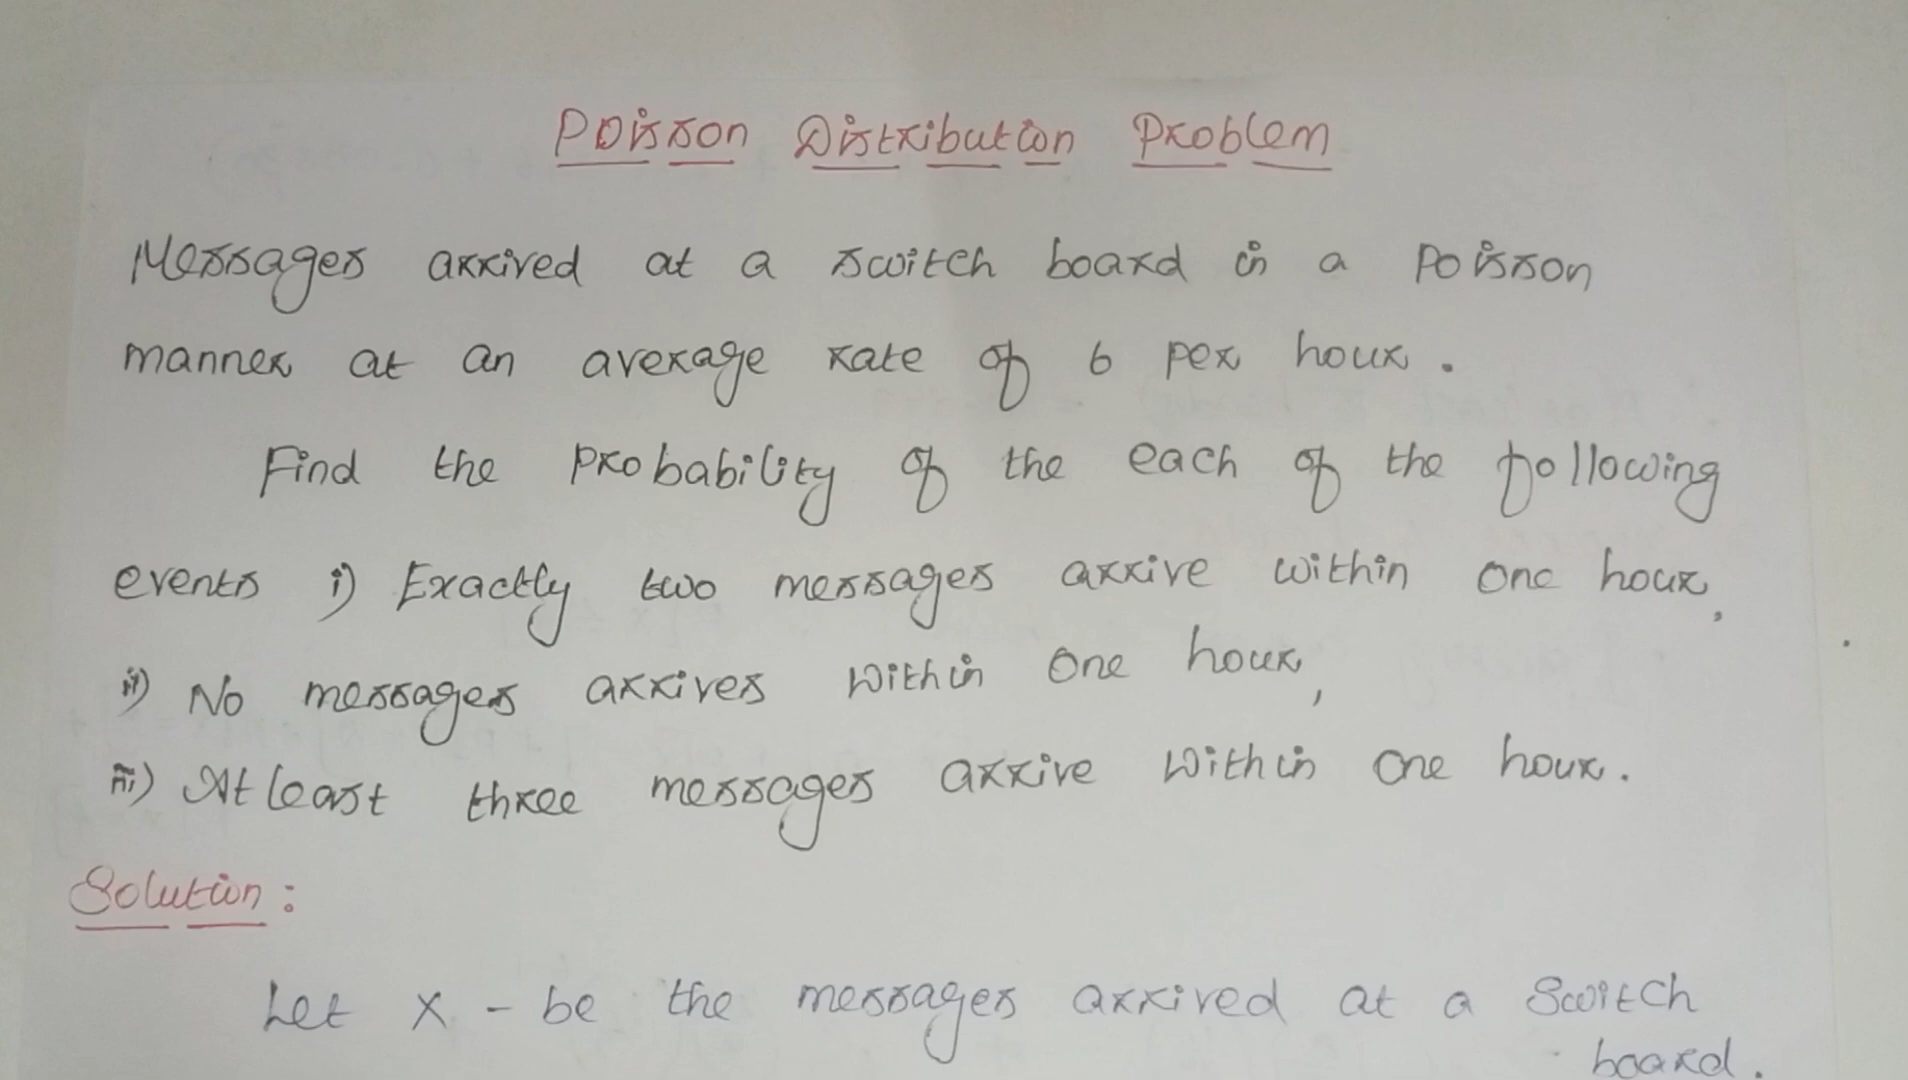 Poisson Distribution Problem
Messages arrived at a switch board in a Poisson
manner at an average rate of 6 per hour.
Find the probability of the each of the following
events i) Exactly two messages arrive within one hour,
ii) No messages arrives within one hour,
iii) At least three messages arrive within one hour.
Solution:
Let X - be the messages arrived at a switch
board.